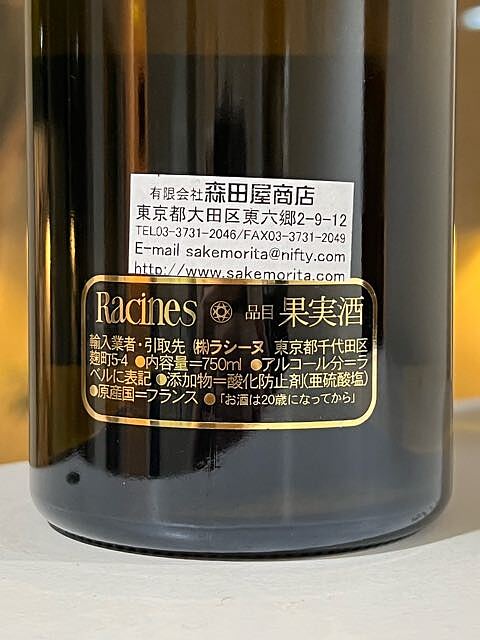 有限会社 森田屋商店
東京都大田区東六郷2-9-12
TEL03-3731-2046/FAX03-3731-2049
E-mail sakemorita@nifty.com
http://www.sakemorita.com
Racines 品目 果実酒
輸入業者・引取先 ㈱ラシーヌ 東京都千代田区
麹町5-4 ●内容量=750ml ●アルコール分=ラ
ベルに表記 ●添加物=酸化防止剤(亜硫酸塩)
●原産国=フランス ●「お酒は20歳になってから」